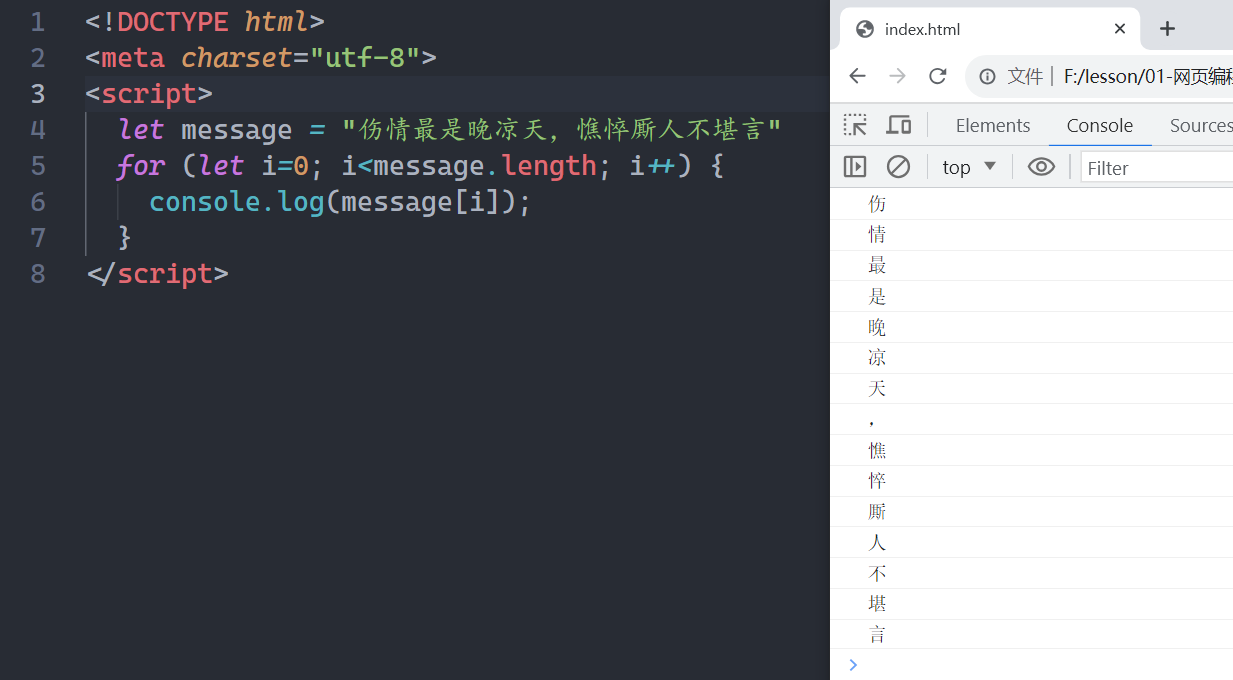 1 <!DOCTYPE html>
2 <meta charset="utf-8">
3 <script>
4 let message = "伤情最是晚凉天，憔悴厮人不堪言"
5 for (let i=0; i<message.length; i++) {
6 console.log(message[i]);
7 }
8 </script>
index.html
文件 F:/lesson/01-网页编程
Elements Console Sources
top Filter
伤
情
最
是
晚
凉
天
，
憔
悴
厮
人
不
堪
言